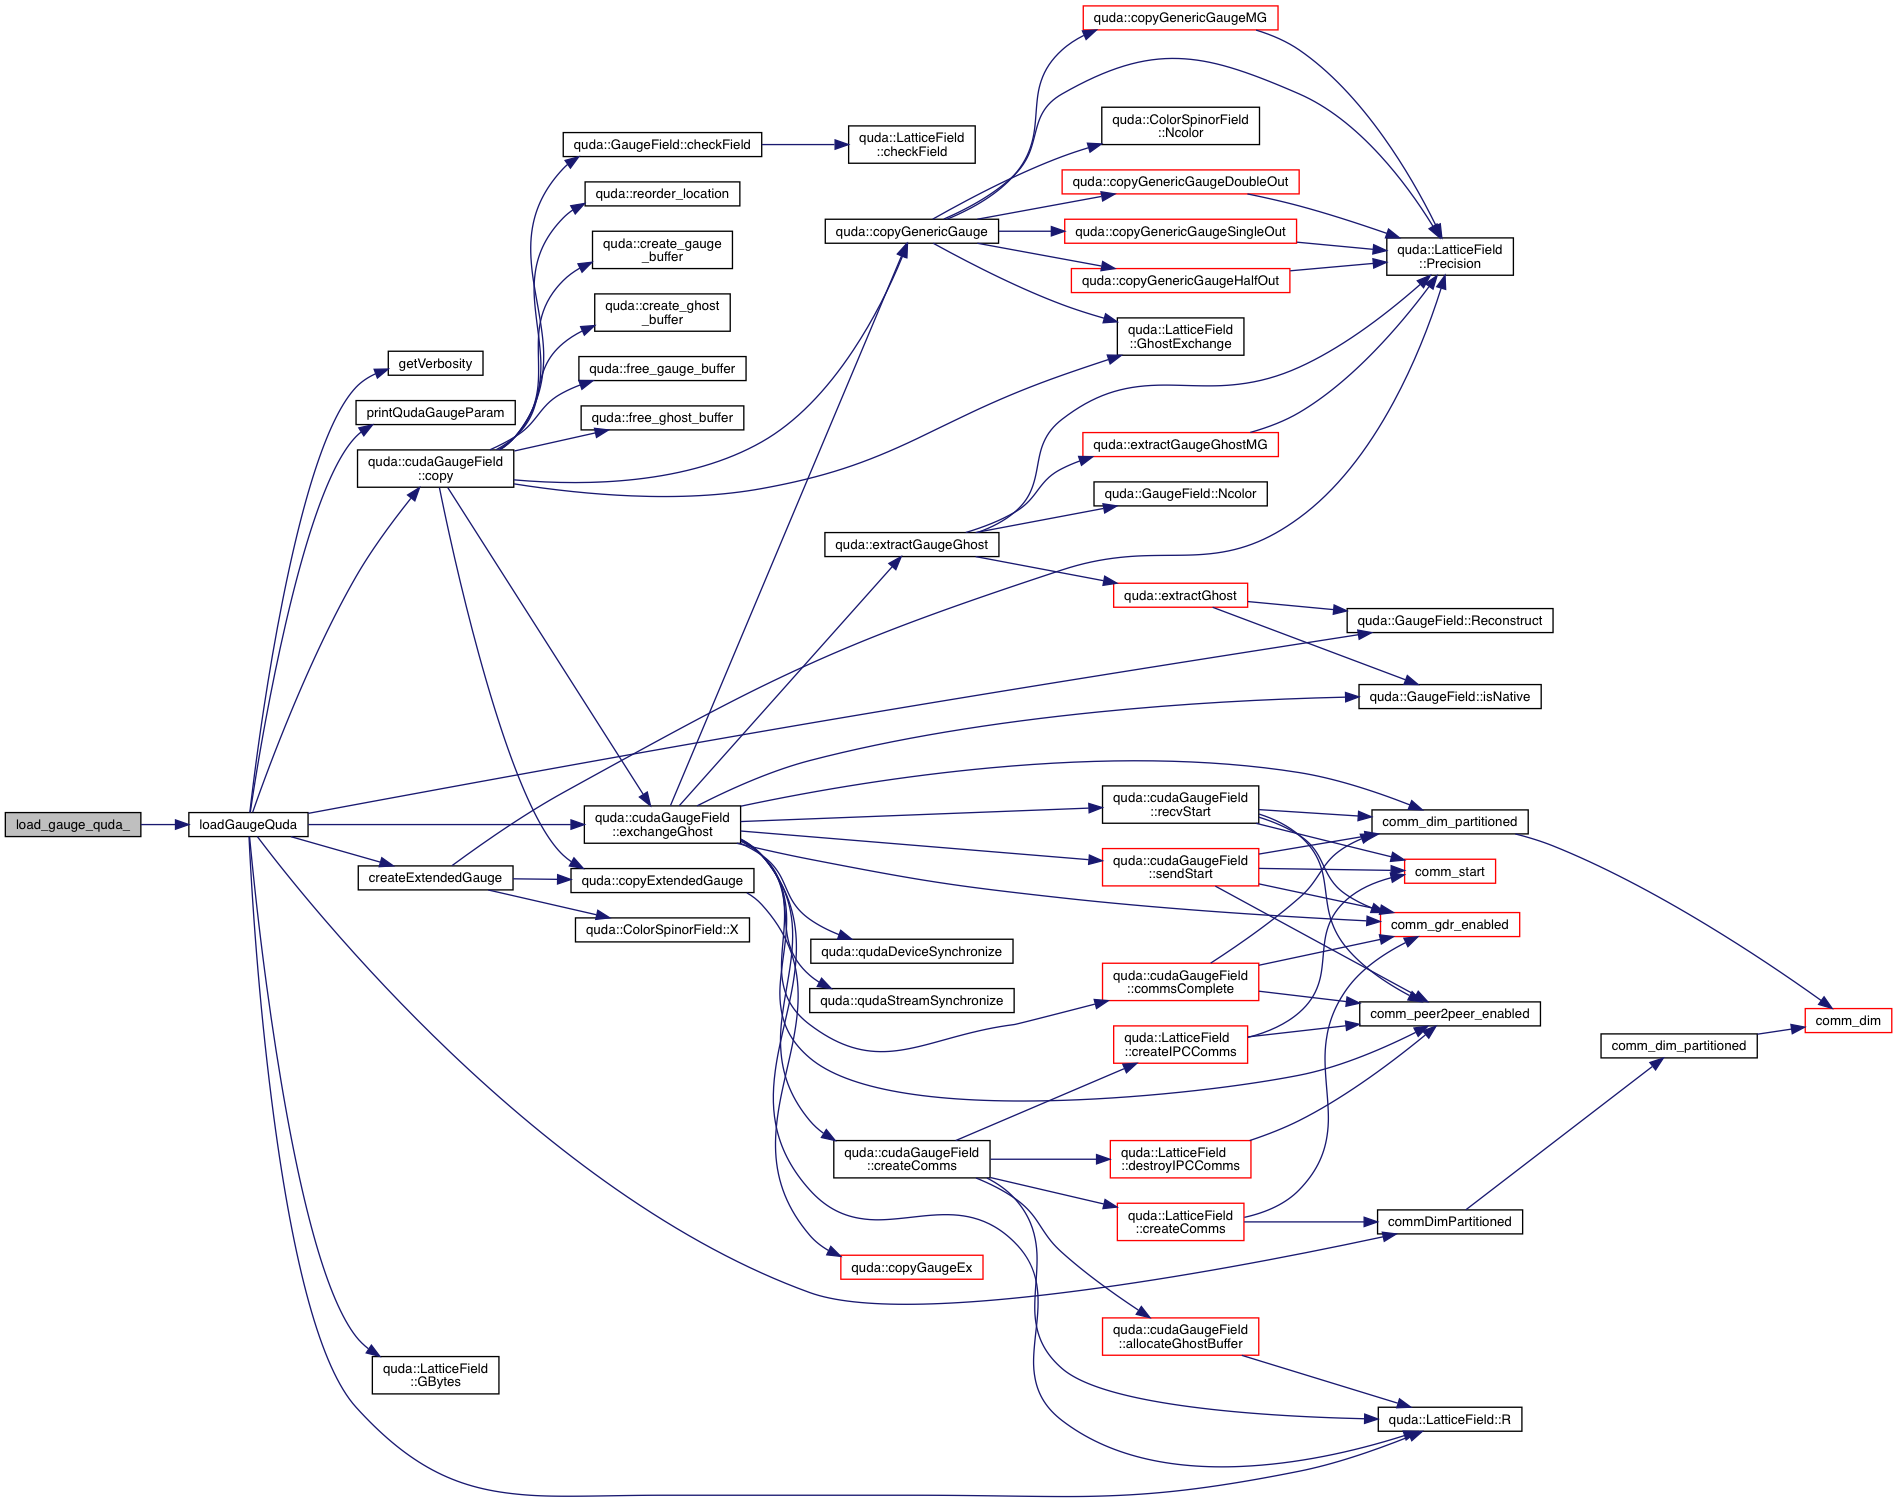 load_gauge_quda_
loadGaugeQuda
getVerbosity
printQudaGaugeParam
quda::cudaGaugeField
::copy
createExtendedGauge
quda::LatticeField
::GBytes
quda::GaugeField::checkField
quda::reorder_location
quda::create_gauge
_buffer
quda::create_ghost
_buffer
quda::free_gauge_buffer
quda::free_ghost_buffer
quda::cudaGaugeField
::exchangeGhost
quda::copyExtendedGauge
quda::ColorSpinorField::X
quda::LatticeField
::checkField
quda::copyGenericGauge
quda::extractGaugeGhost
quda::qudaDeviceSynchronize
quda::qudaStreamSynchronize
quda::cudaGaugeField
::createComms
quda::copyGaugeEx
quda::copyGenericGaugeMG
quda::ColorSpinorField
::Ncolor
quda::copyGenericGaugeDoubleOut
quda::copyGenericGaugeSingleOut
quda::copyGenericGaugeHalfOut
quda::LatticeField
::GhostExchange
quda::extractGaugeGhostMG
quda::GaugeField::Ncolor
quda::extractGhost
quda::cudaGaugeField
::recvStart
quda::cudaGaugeField
::sendStart
quda::cudaGaugeField
::commsComplete
quda::LatticeField
::createIPCComms
quda::LatticeField
::destroyIPCComms
quda::LatticeField
::createComms
quda::cudaGaugeField
::allocateGhostBuffer
quda::LatticeField
::Precision
quda::GaugeField::Reconstruct
quda::GaugeField::isNative
comm_dim_partitioned
comm_start
comm_gdr_enabled
comm_peer2peer_enabled
commDimPartitioned
quda::LatticeField::R
comm_dim_partitioned
comm_dim